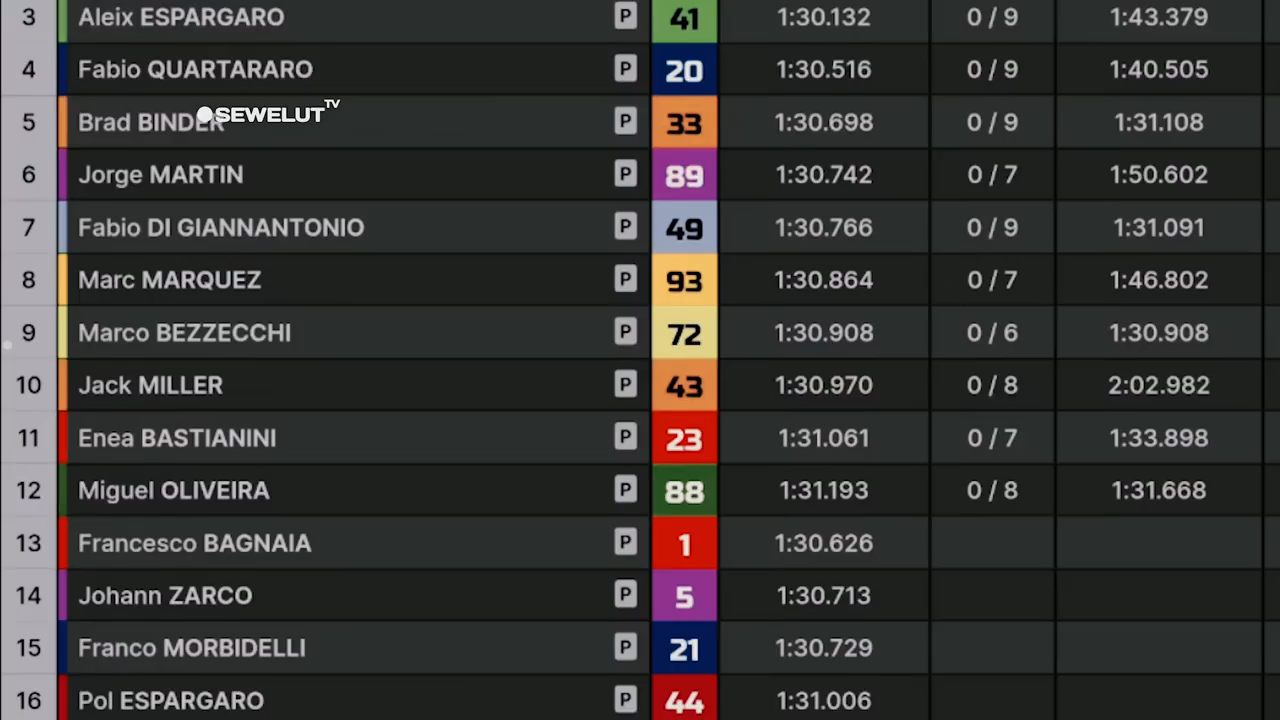 3 Aleix ESPARGARO P 41 1:30.132 0 / 9 1:43.379
4 Fabio QUARTARARO P 20 1:30.516 0 / 9 1:40.505
SEWELUT TV
5 Brad BINDER P 33 1:30.698 0 / 9 1:31.108
6 Jorge MARTIN P 89 1:30.742 0 / 7 1:50.602
7 Fabio DI GIANNANTONIO P 49 1:30.766 0 / 9 1:31.091
8 Marc MARQUEZ P 93 1:30.864 0 / 7 1:46.802
9 Marco BEZZECCHI P 72 1:30.908 0 / 6 1:30.908
10 Jack MILLER P 43 1:30.970 0 / 8 2:02.982
11 Enea BASTIANINI P 23 1:31.061 0 / 7 1:33.898
12 Miguel OLIVEIRA P 88 1:31.193 0 / 8 1:31.668
13 Francesco BAGNAIA P 1 1:30.626
14 Johann ZARCO P 5 1:30.713
15 Franco MORBIDELLI P 21 1:30.729
16 Pol ESPARGARO P 44 1:31.006